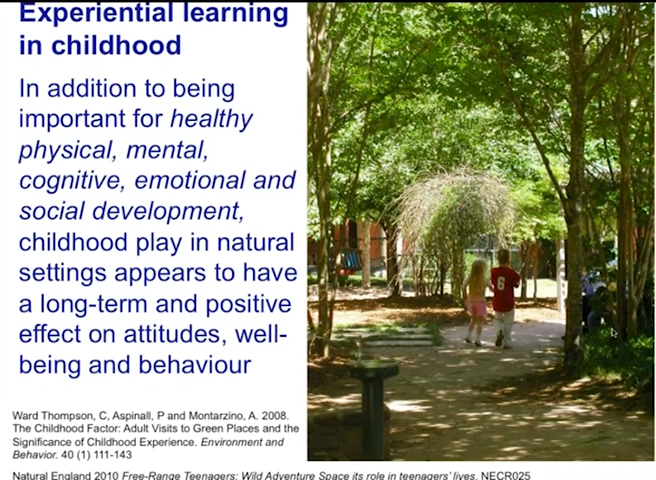 Experiential learning
in childhood
In addition to being
important for healthy
physical, mental,
cognitive, emotional and
social development,
childhood play in natural
settings appears to have
a long-term and positive
effect on attitudes, well-
being and behaviour
6
Ward Thompson, C, Aspinall, P and Montarzino, A. 2008.
The Childhood Factor: Adult Visits to Green Places and the
Significance of Childhood Experience. Environment and
Behavior. 40 (1) 111-143
Natural England 2010 Free-Range Teenagers: Wild Adventure Space its role in teenagers' lives. NECR025